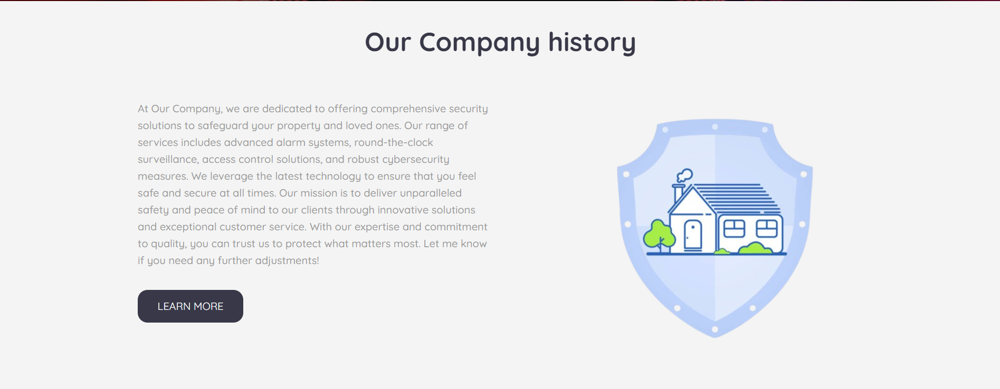 Our Company history
At Our Company, we are dedicated to offering comprehensive security
solutions to safeguard your property and loved ones. Our range of
services includes advanced alarm systems, round-the-clock
surveillance, access control solutions, and robust cybersecurity
measures. We leverage the latest technology to ensure that you feel
safe and secure at all times. Our mission is to deliver unparalleled
safety and peace of mind to our clients through innovative solutions
and exceptional customer service. With our expertise and commitment
to quality, you can trust us to protect what matters most. Let me know
if you need any further adjustments!
LEARN MORE